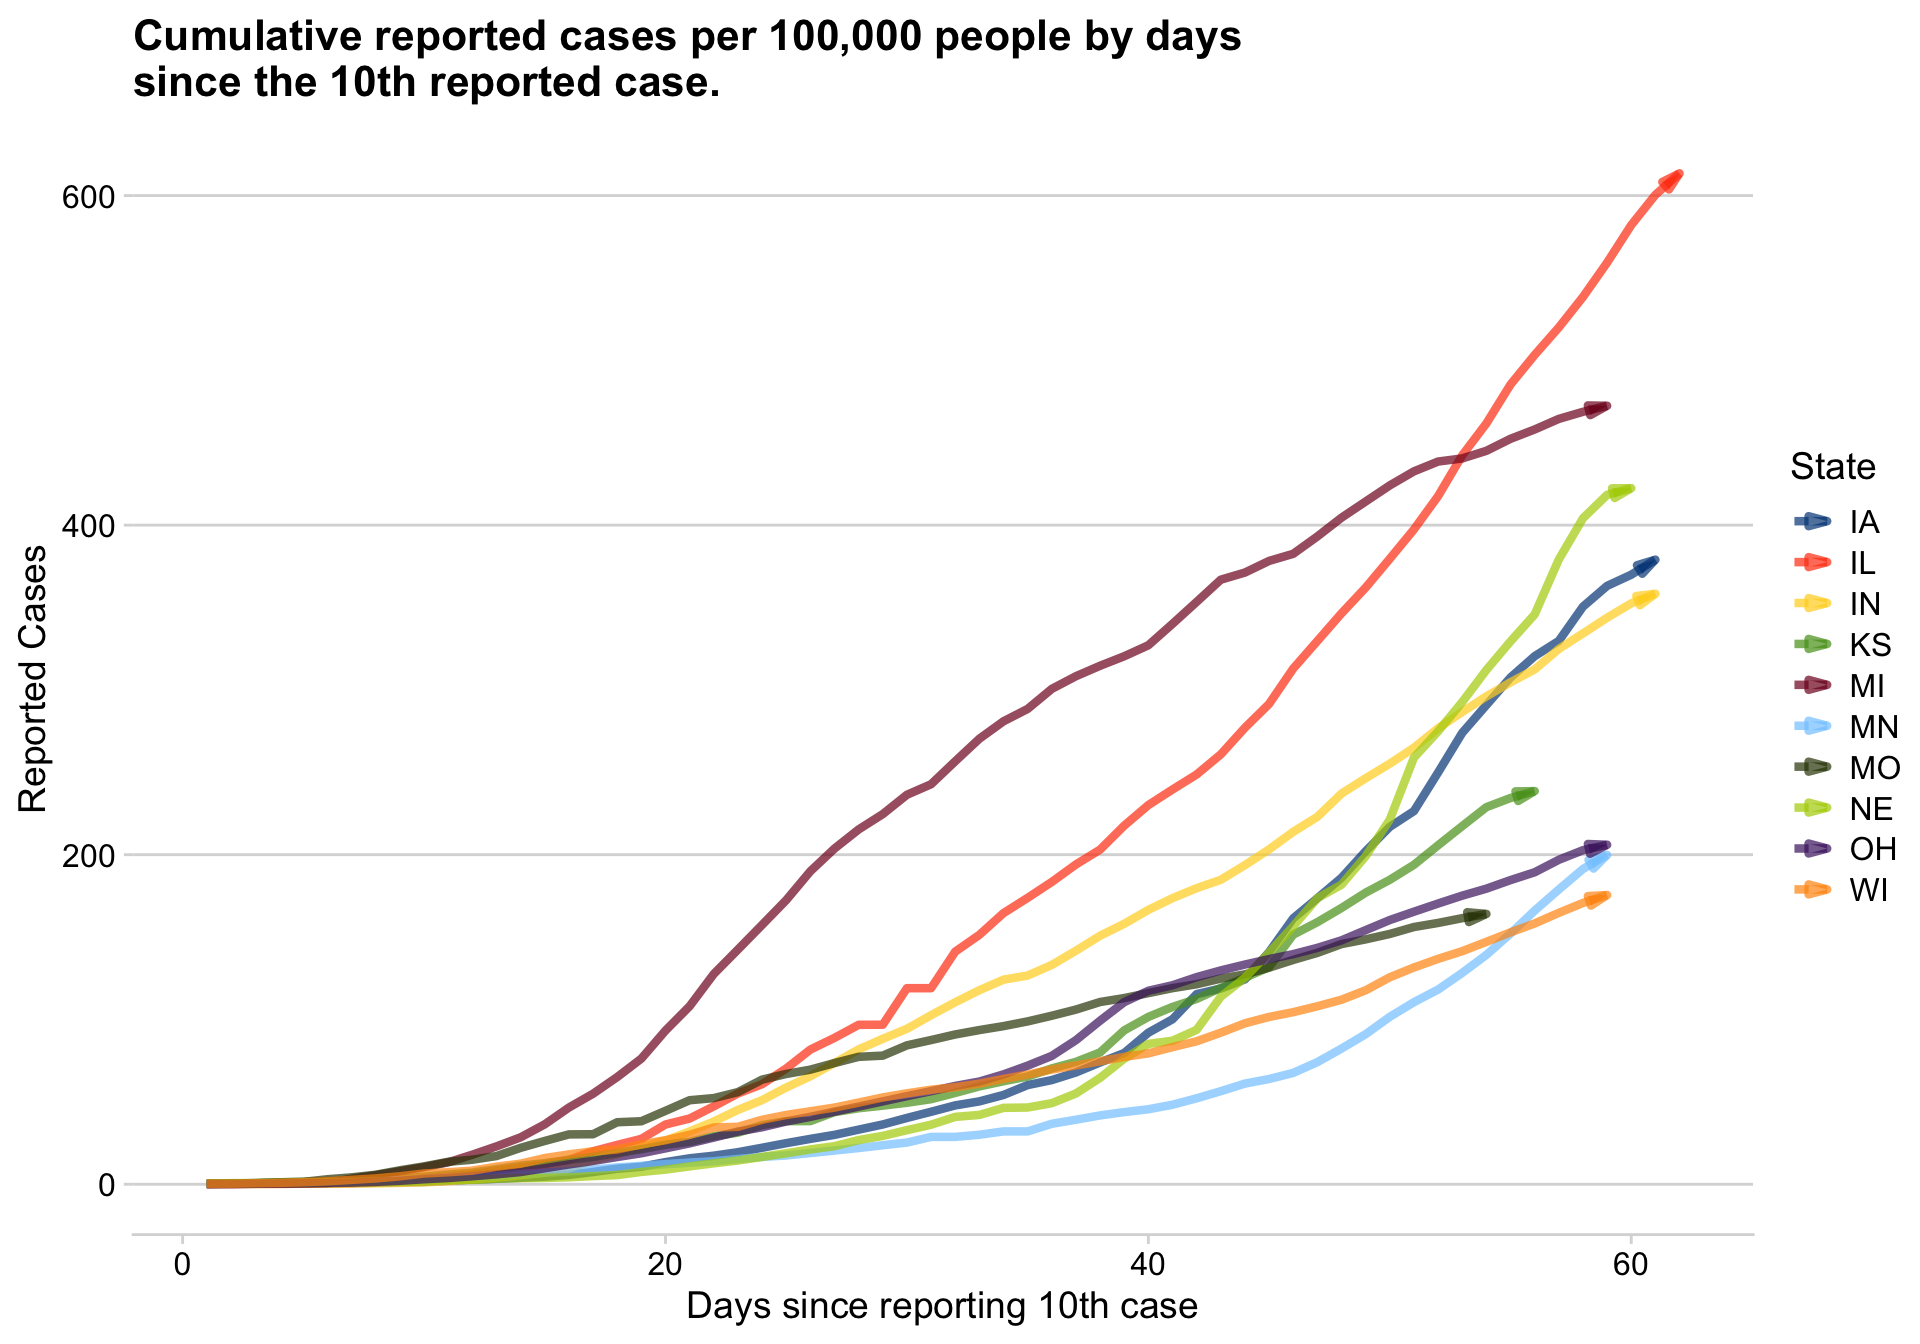 Cumulative reported cases per 100,000 people by days
since the 10th reported case.
600
400
200
0
Reported Cases
0 20 40 60
Days since reporting 10th case
State
IA
IL
IN
KS
MI
MN
MO
NE
OH
WI